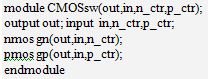 module CMOSsw(out,in,n_ctr,p_ctr);
output out; input in,n_ctr,p_ctr;
nmos gn(out,in,n_ctr);
pmos gp(out,in,p_ctr);
endmodule